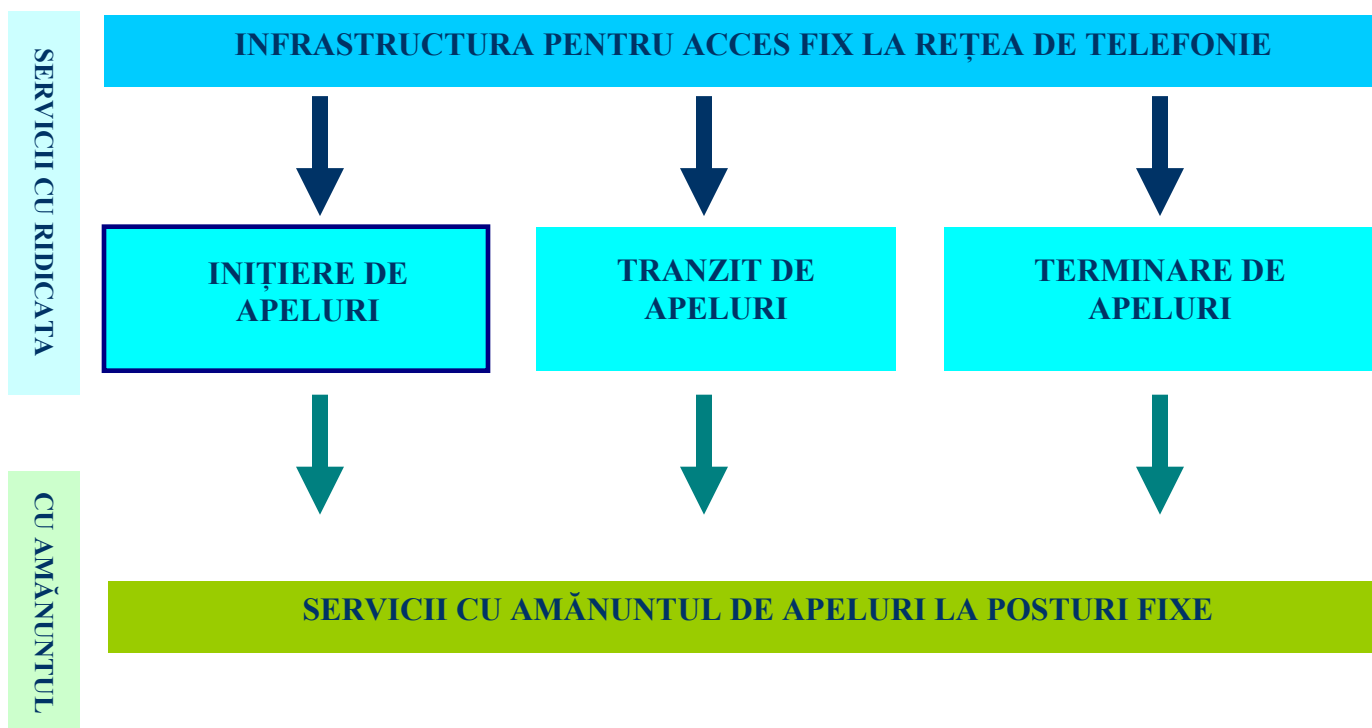 SERVICII CU RIDICATA
INFRASTRUCTURA PENTRU ACCES FIX LA REȚEA DE TELEFONIE
INIȚIERE DE
APELURI
TRANZIT DE
APELURI
TERMINARE DE
APELURI
CU AMĂNUNTUL
SERVICII CU AMĂNUNTUL DE APELURI LA POSTURI FIXE